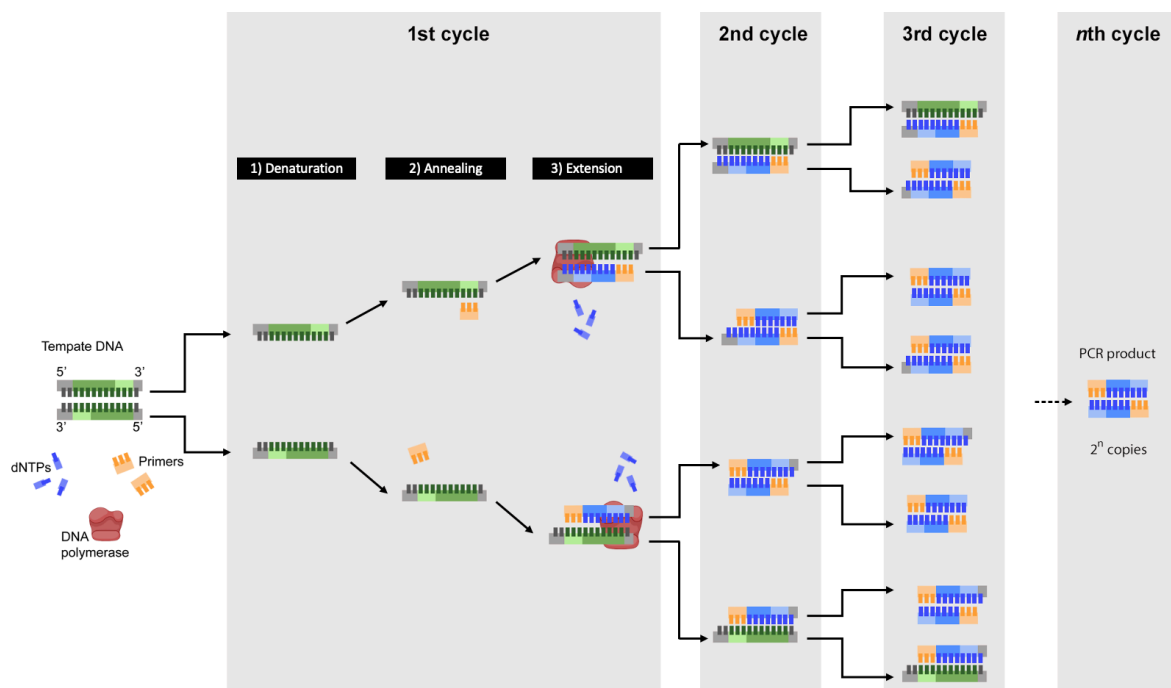 1st cycle
2nd cycle
3rd cycle
nth cycle
1) Denaturation
2) Annealing
3) Extension
Tempate DNA
5’ 3’
3’ 5’
dNTPs
Primers
DNA
polymerase
PCR product
2ⁿ copies